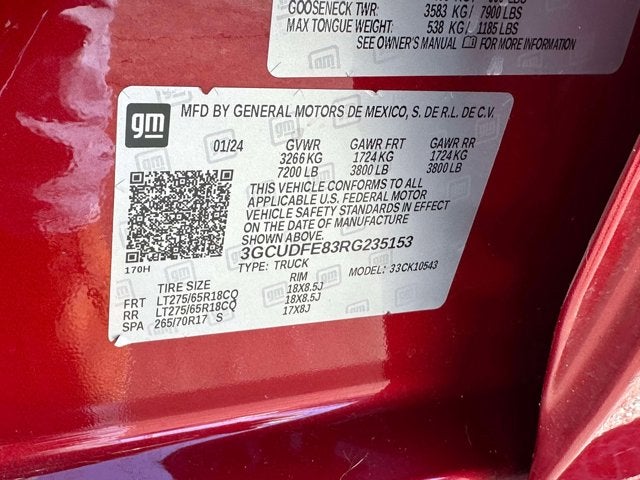 GOOSENECK TWR: 3583 KG / 7900 LBS
MAX TONGUE WEIGHT: 538 KG / 1185 LBS
SEE OWNER'S MANUAL FOR MORE INFORMATION
gm
MFD BY GENERAL MOTORS DE MEXICO, S. DE R.L. DE C.V.
01/24 GVWR GAWR FRT GAWR RR
3266 KG 1724 KG 1724 KG
7200 LB 3800 LB 3800 LB
THIS VEHICLE CONFORMS TO ALL
APPLICABLE U.S. FEDERAL MOTOR
VEHICLE SAFETY STANDARDS IN EFFECT
ON THE DATE OF MANUFACTURE
SHOWN ABOVE.
3GCUDFE83RG235153
170H
TYPE: TRUCK MODEL: 33CK10543
TIRE SIZE RIM
FRT LT275/65R18CQ 18X8.5J
RR LT275/65R18CQ 18X8.5J
SPA 265/70R17 S 17X8J